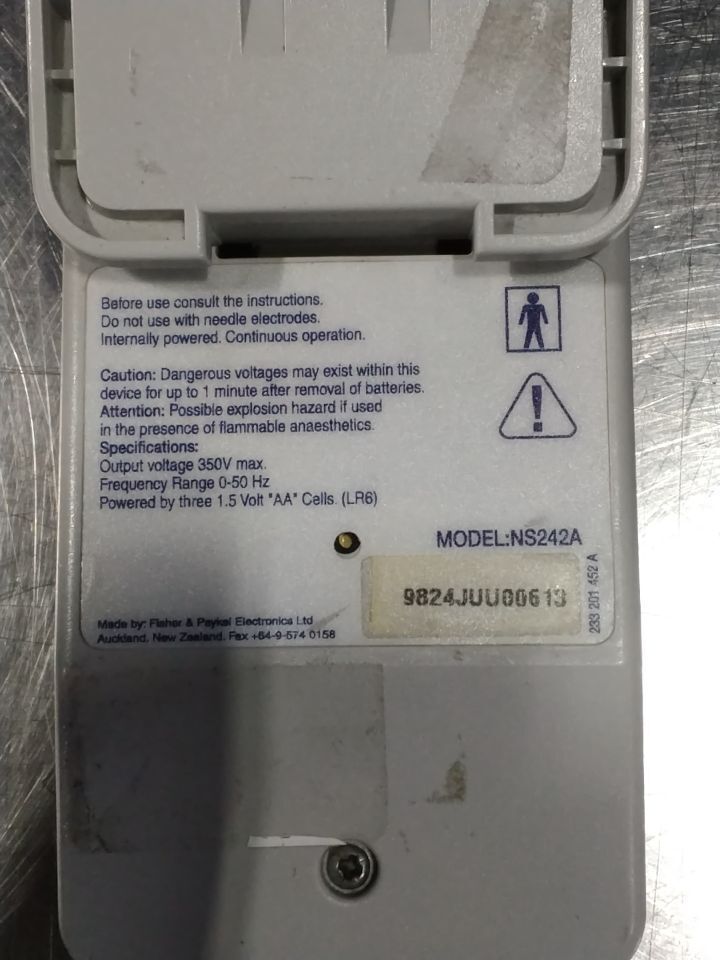 Before use consult the instructions.
Do not use with needle electrodes.
Internally powered. Continuous operation.
Caution: Dangerous voltages may exist within this
device for up to 1 minute after removal of batteries.
Attention: Possible explosion hazard if used
in the presence of flammable anaesthetics.
Specifications:
Output voltage 350V max.
Frequency Range 0-50 Hz
Powered by three 1.5 Volt "AA" Cells. (LR6)
MODEL:NS242A
9824JUU00613
233 201 452 A
Made by: Fisher & Paykel Electronics Ltd
Auckland, New Zealand. Fax +64-9-574 0158